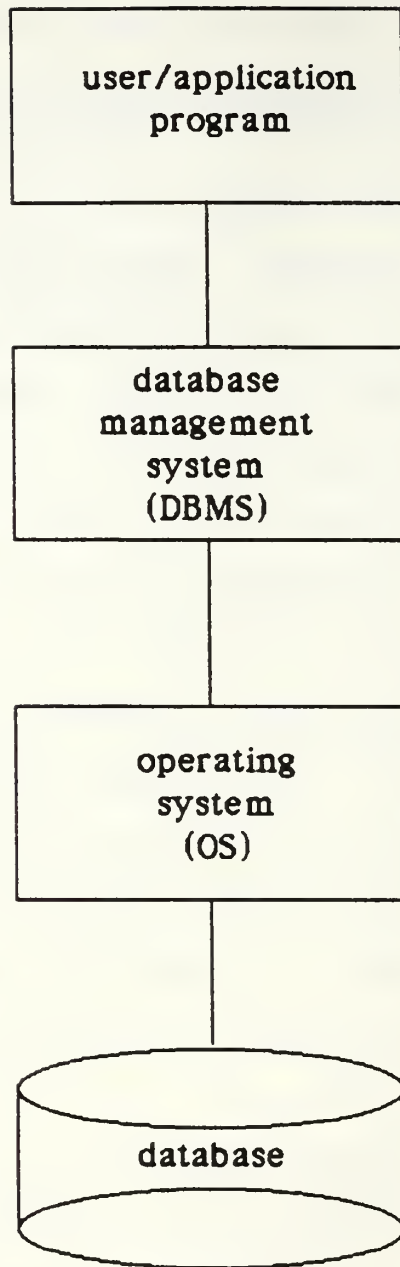 user/application
program
database
management
system
(DBMS)
operating
system
(OS)
database